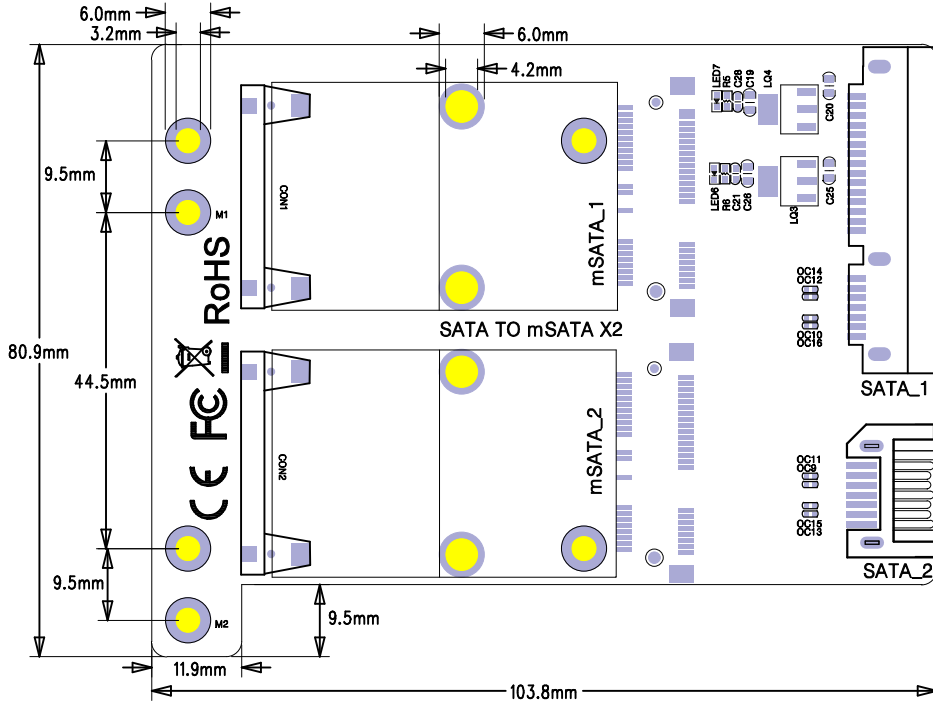 6.0mm
3.2mm
6.0mm
4.2mm
9.5mm
80.9mm
44.5mm
9.5mm
9.5mm
11.9mm
103.8mm
M1
RoHS
FC
CE
M2
CON1
mSATA_1
SATA TO mSATA X2
CON2
mSATA_2
LED7
R5
C28
C19
LQ4
C20
LED6
R6
C21
C26
LQ3
C25
OC14
OC12
OC10
OC16
SATA_1
OC11
OC9
OC15
OC13
SATA_2